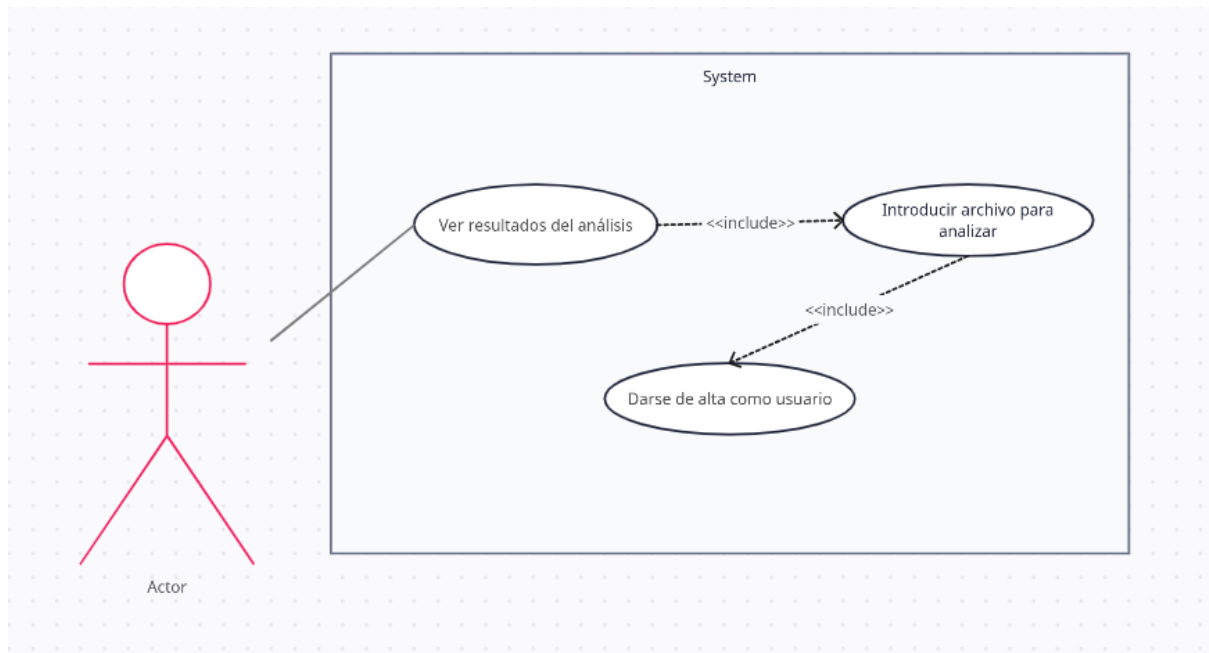 System
Ver resultados del análisis
<<include>>
Introducir archivo para
analizar
<<include>>
Darse de alta como usuario
Actor